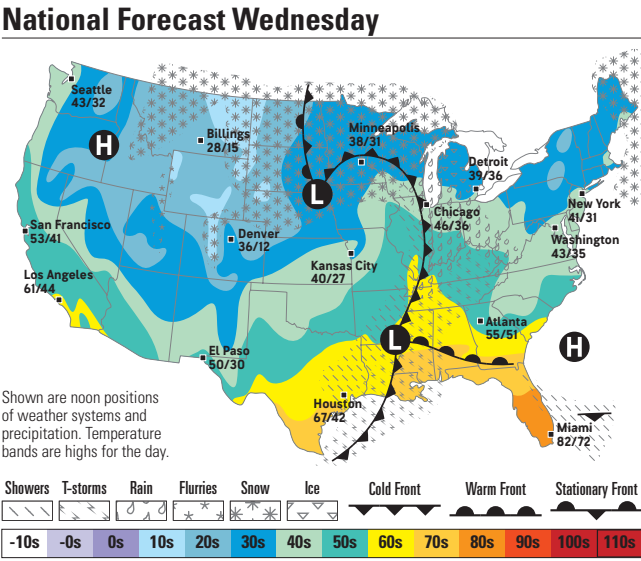 National Forecast Wednesday
Seattle
43/32
H
Billings
28/15
Minneapolis
38/31
Detroit
39/36
L
New York
41/31
Chicago
46/36
San Francisco
53/41
Denver
36/12
Washington
43/35
Kansas City
40/27
Los Angeles
61/44
Atlanta
55/51
L
H
El Paso
50/30
Houston
67/42
Miami
82/72
Shown are noon positions
of weather systems and
precipitation. Temperature
bands are highs for the day.
Showers T-storms Rain Flurries Snow Ice Cold Front Warm Front Stationary Front
-10s -0s 0s 10s 20s 30s 40s 50s 60s 70s 80s 90s 100s 110s